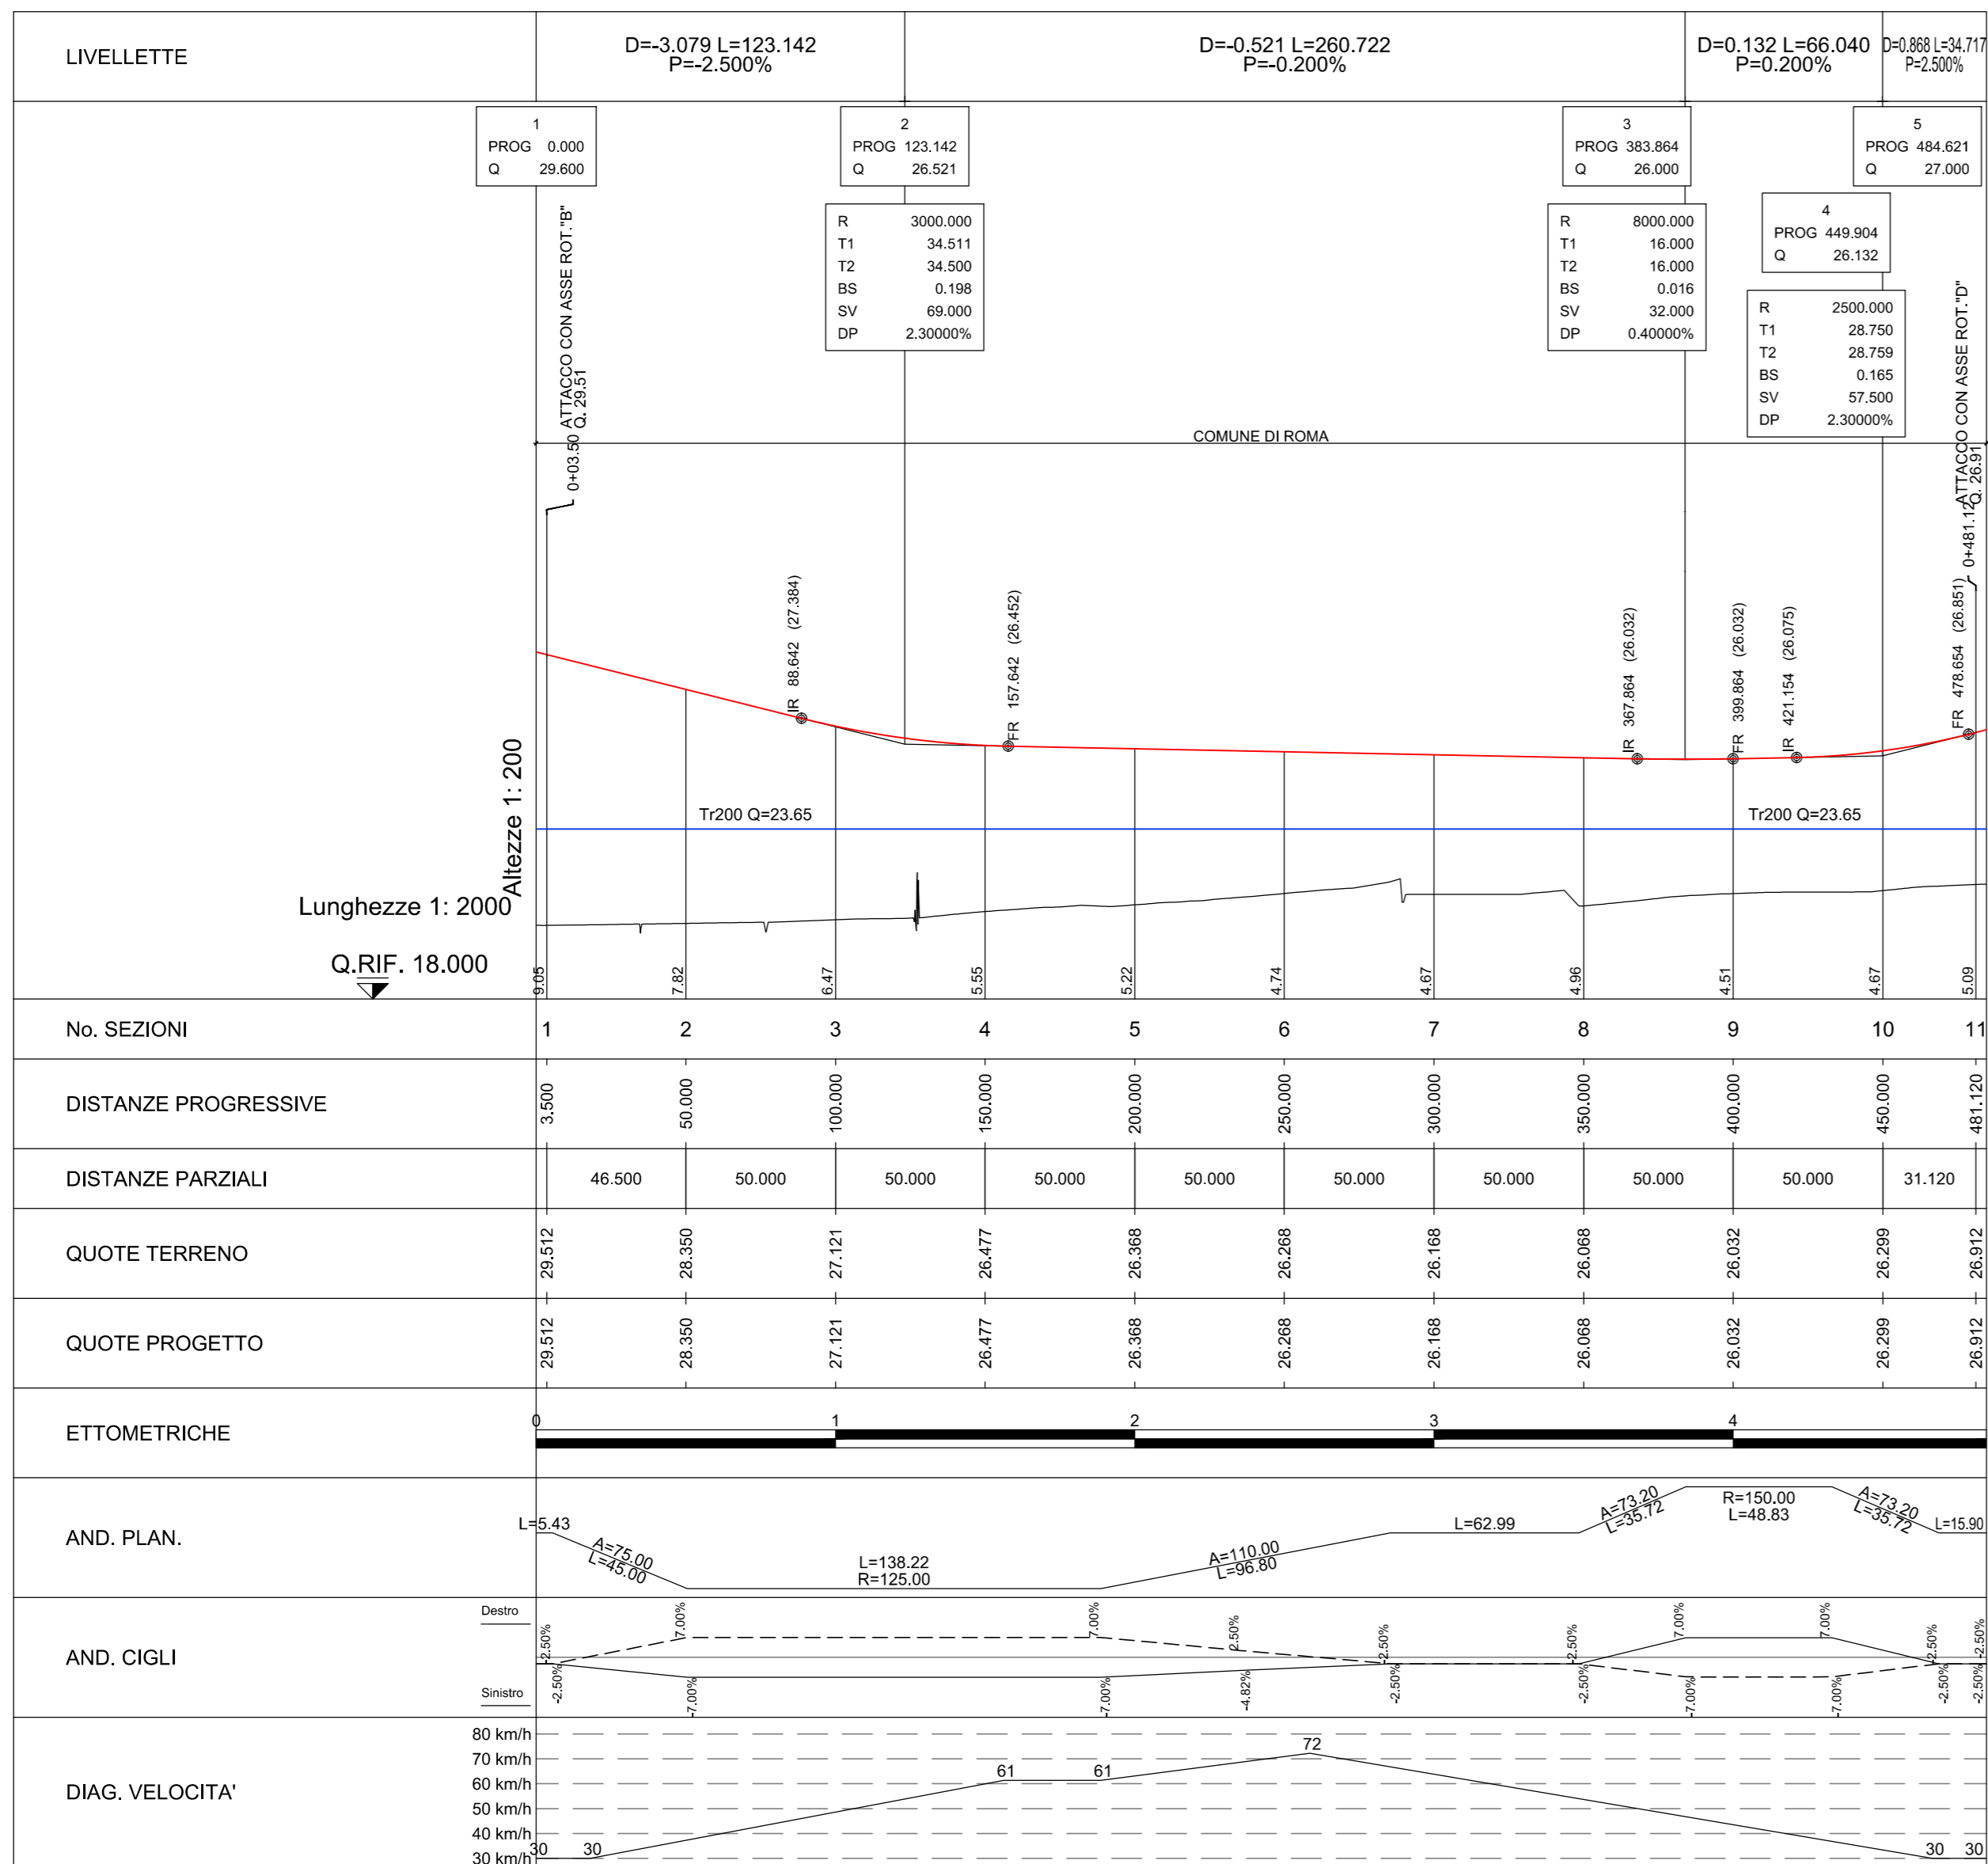 LIVELLETTE
D=-3.079 L=123.142
P=-2.500%
D=-0.521 L=260.722
P=-0.200%
D=0.132 L=66.040
P=0.200%
D=0.868 L=34.717
P=2.500%
1
PROG 0.000
Q 29.600
2
PROG 123.142
Q 26.521
R 3000.000
T1 34.511
T2 34.500
BS 0.198
SV 69.000
DP 2.30000%
3
PROG 383.864
Q 26.000
R 8000.000
T1 16.000
T2 16.000
BS 0.016
SV 32.000
DP 0.40000%
5
PROG 484.621
Q 27.000
4
PROG 449.904
Q 26.132
R 2500.000
T1 28.750
T2 28.759
BS 0.165
SV 57.500
DP 2.30000%
0+03.50 ATTACCO CON ASSE ROT."B"
Q. 29.51
0+481.12 ATTACCO CON ASSE ROT."D"
Q. 26.91
COMUNE DI ROMA
IR 88.642 (27.384)
FR 157.642 (26.452)
IR 367.864 (26.032)
FR 399.864 (26.032)
IR 421.154 (26.075)
FR 478.654 (26.851)
Altezze 1: 200
Tr200 Q=23.65
Tr200 Q=23.65
Lunghezze 1: 2000
Q.RIF. 18.000
9.05 7.82 6.47 5.55 5.22 4.74 4.67 4.96 4.51 4.67 5.09
No. SEZIONI 1 2 3 4 5 6 7 8 9 10 11
DISTANZE PROGRESSIVE 3.500 50.000 100.000 150.000 200.000 250.000 300.000 350.000 400.000 450.000 481.120
DISTANZE PARZIALI 46.500 50.000 50.000 50.000 50.000 50.000 50.000 50.000 50.000 31.120
QUOTE TERRENO 29.512 28.350 27.121 26.477 26.368 26.268 26.168 26.068 26.032 26.299 26.912
QUOTE PROGETTO 29.512 28.350 27.121 26.477 26.368 26.268 26.168 26.068 26.032 26.299 26.912
ETTOMETRICHE 0 1 2 3 4
AND. PLAN.
L=5.43
A=75.00
L=45.00
L=138.22
R=125.00
A=110.00
L=96.80
L=62.99
A=73.20
L=35.72
R=150.00
L=48.83
A=73.20
L=35.72
L=15.90
AND. CIGLI
Destro
-2.50% 7.00% 7.00% 2.50% -2.50% -2.50% 7.00% 7.00% -2.50% -2.50%
Sinistro
-2.50% -7.00% -7.00% -4.82% -2.50% -2.50% -7.00% -7.00% -2.50% -2.50%
DIAG. VELOCITA'
80 km/h
70 km/h
60 km/h
50 km/h
40 km/h
30 km/h
30 30 61 61 72 30 30